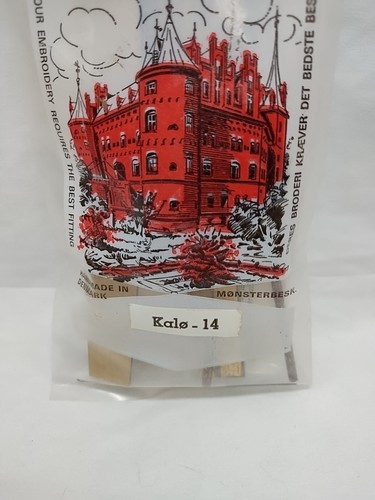 OUR EMBROIDERY REQUIRES THE BEST FITTING
BRODERI KRÆVER DET BEDSTE
MADE IN
MØNSTERBESK.
Kalø - 14